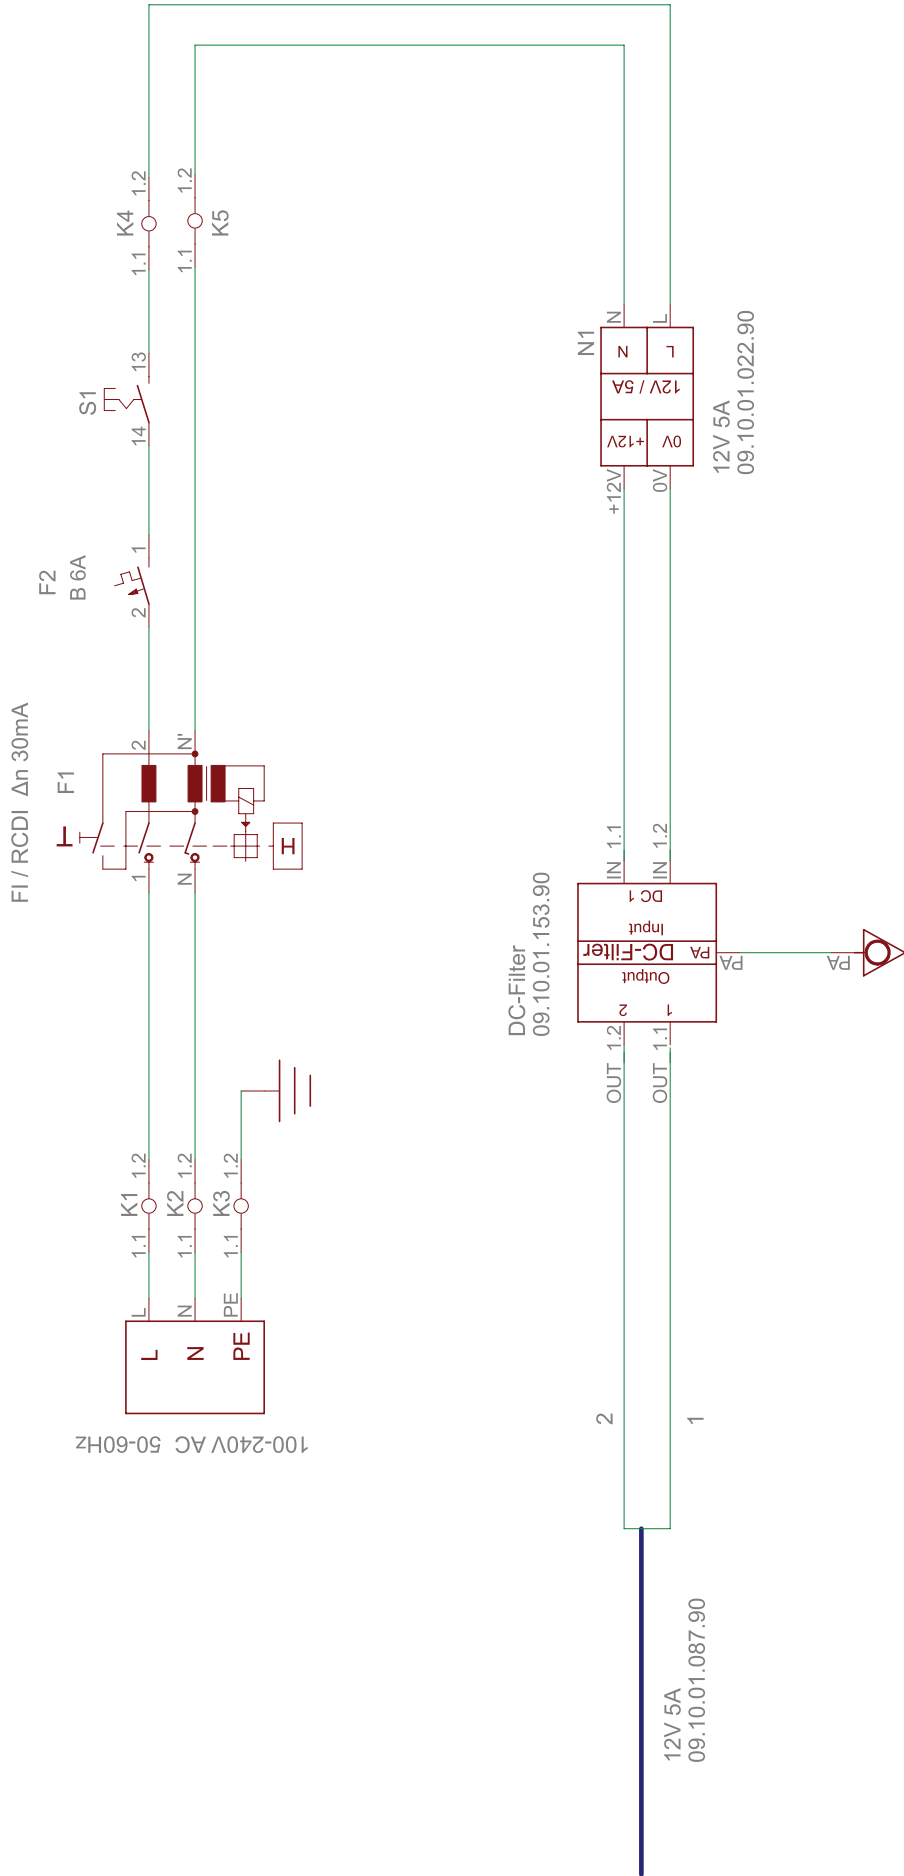 K4
1.1
1.2
K5
1.1
1.2
S1
14
13
F2
B 6A
2
1
FI / RCDI Δn 30mA
F1
1
2
N
N'
H
K1
1.1
1.2
K2
1.1
1.2
K3
1.1
1.2
L
N
PE
L
N
PE
100-240V AC 50-60Hz
N1
N
L
N
L
12V / 5A
+12V
0V
+12V
0V
12V 5A
09.10.01.022.90
DC-Filter
09.10.01.153.90
IN 1.1
IN 1.2
DC 1
Input
DC-Filter
PA
Output
2
1
OUT 1.2
OUT 1.1
PA
PA
2
1
12V 5A
09.10.01.087.90